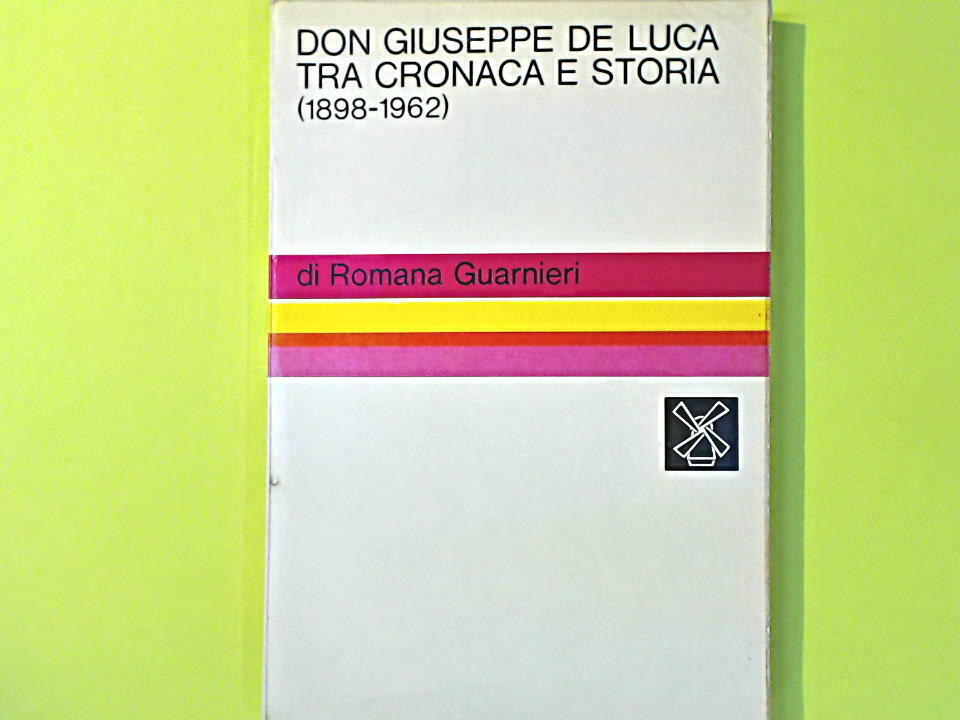 DON GIUSEPPE DE LUCA
TRA CRONACA E STORIA
(1898-1962)
di Romana Guarnieri